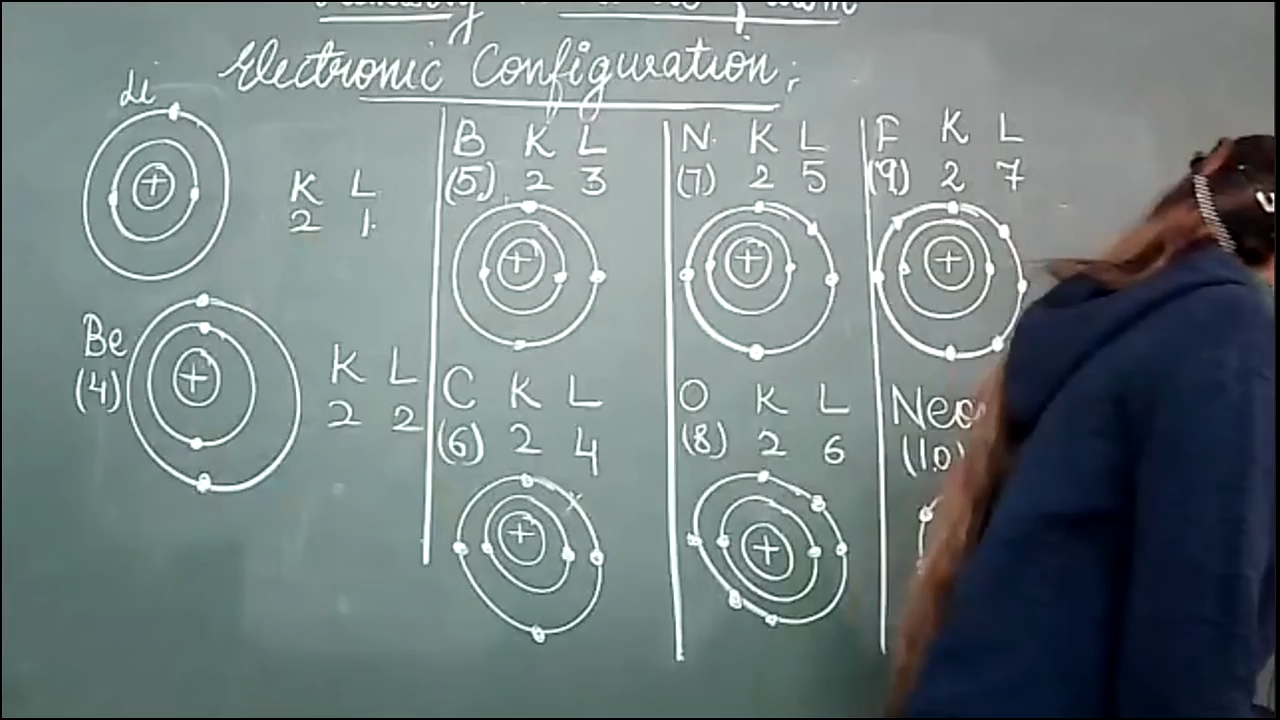 Electronic Configuration;
Li
K L
2 1
Be
(4)
K L
2 2
B K L
(5) 2 3
C K L
(6) 2 4
N K L
(7) 2 5
O K L
(8) 2 6
F K L
(9) 2 7
Neo
(10)